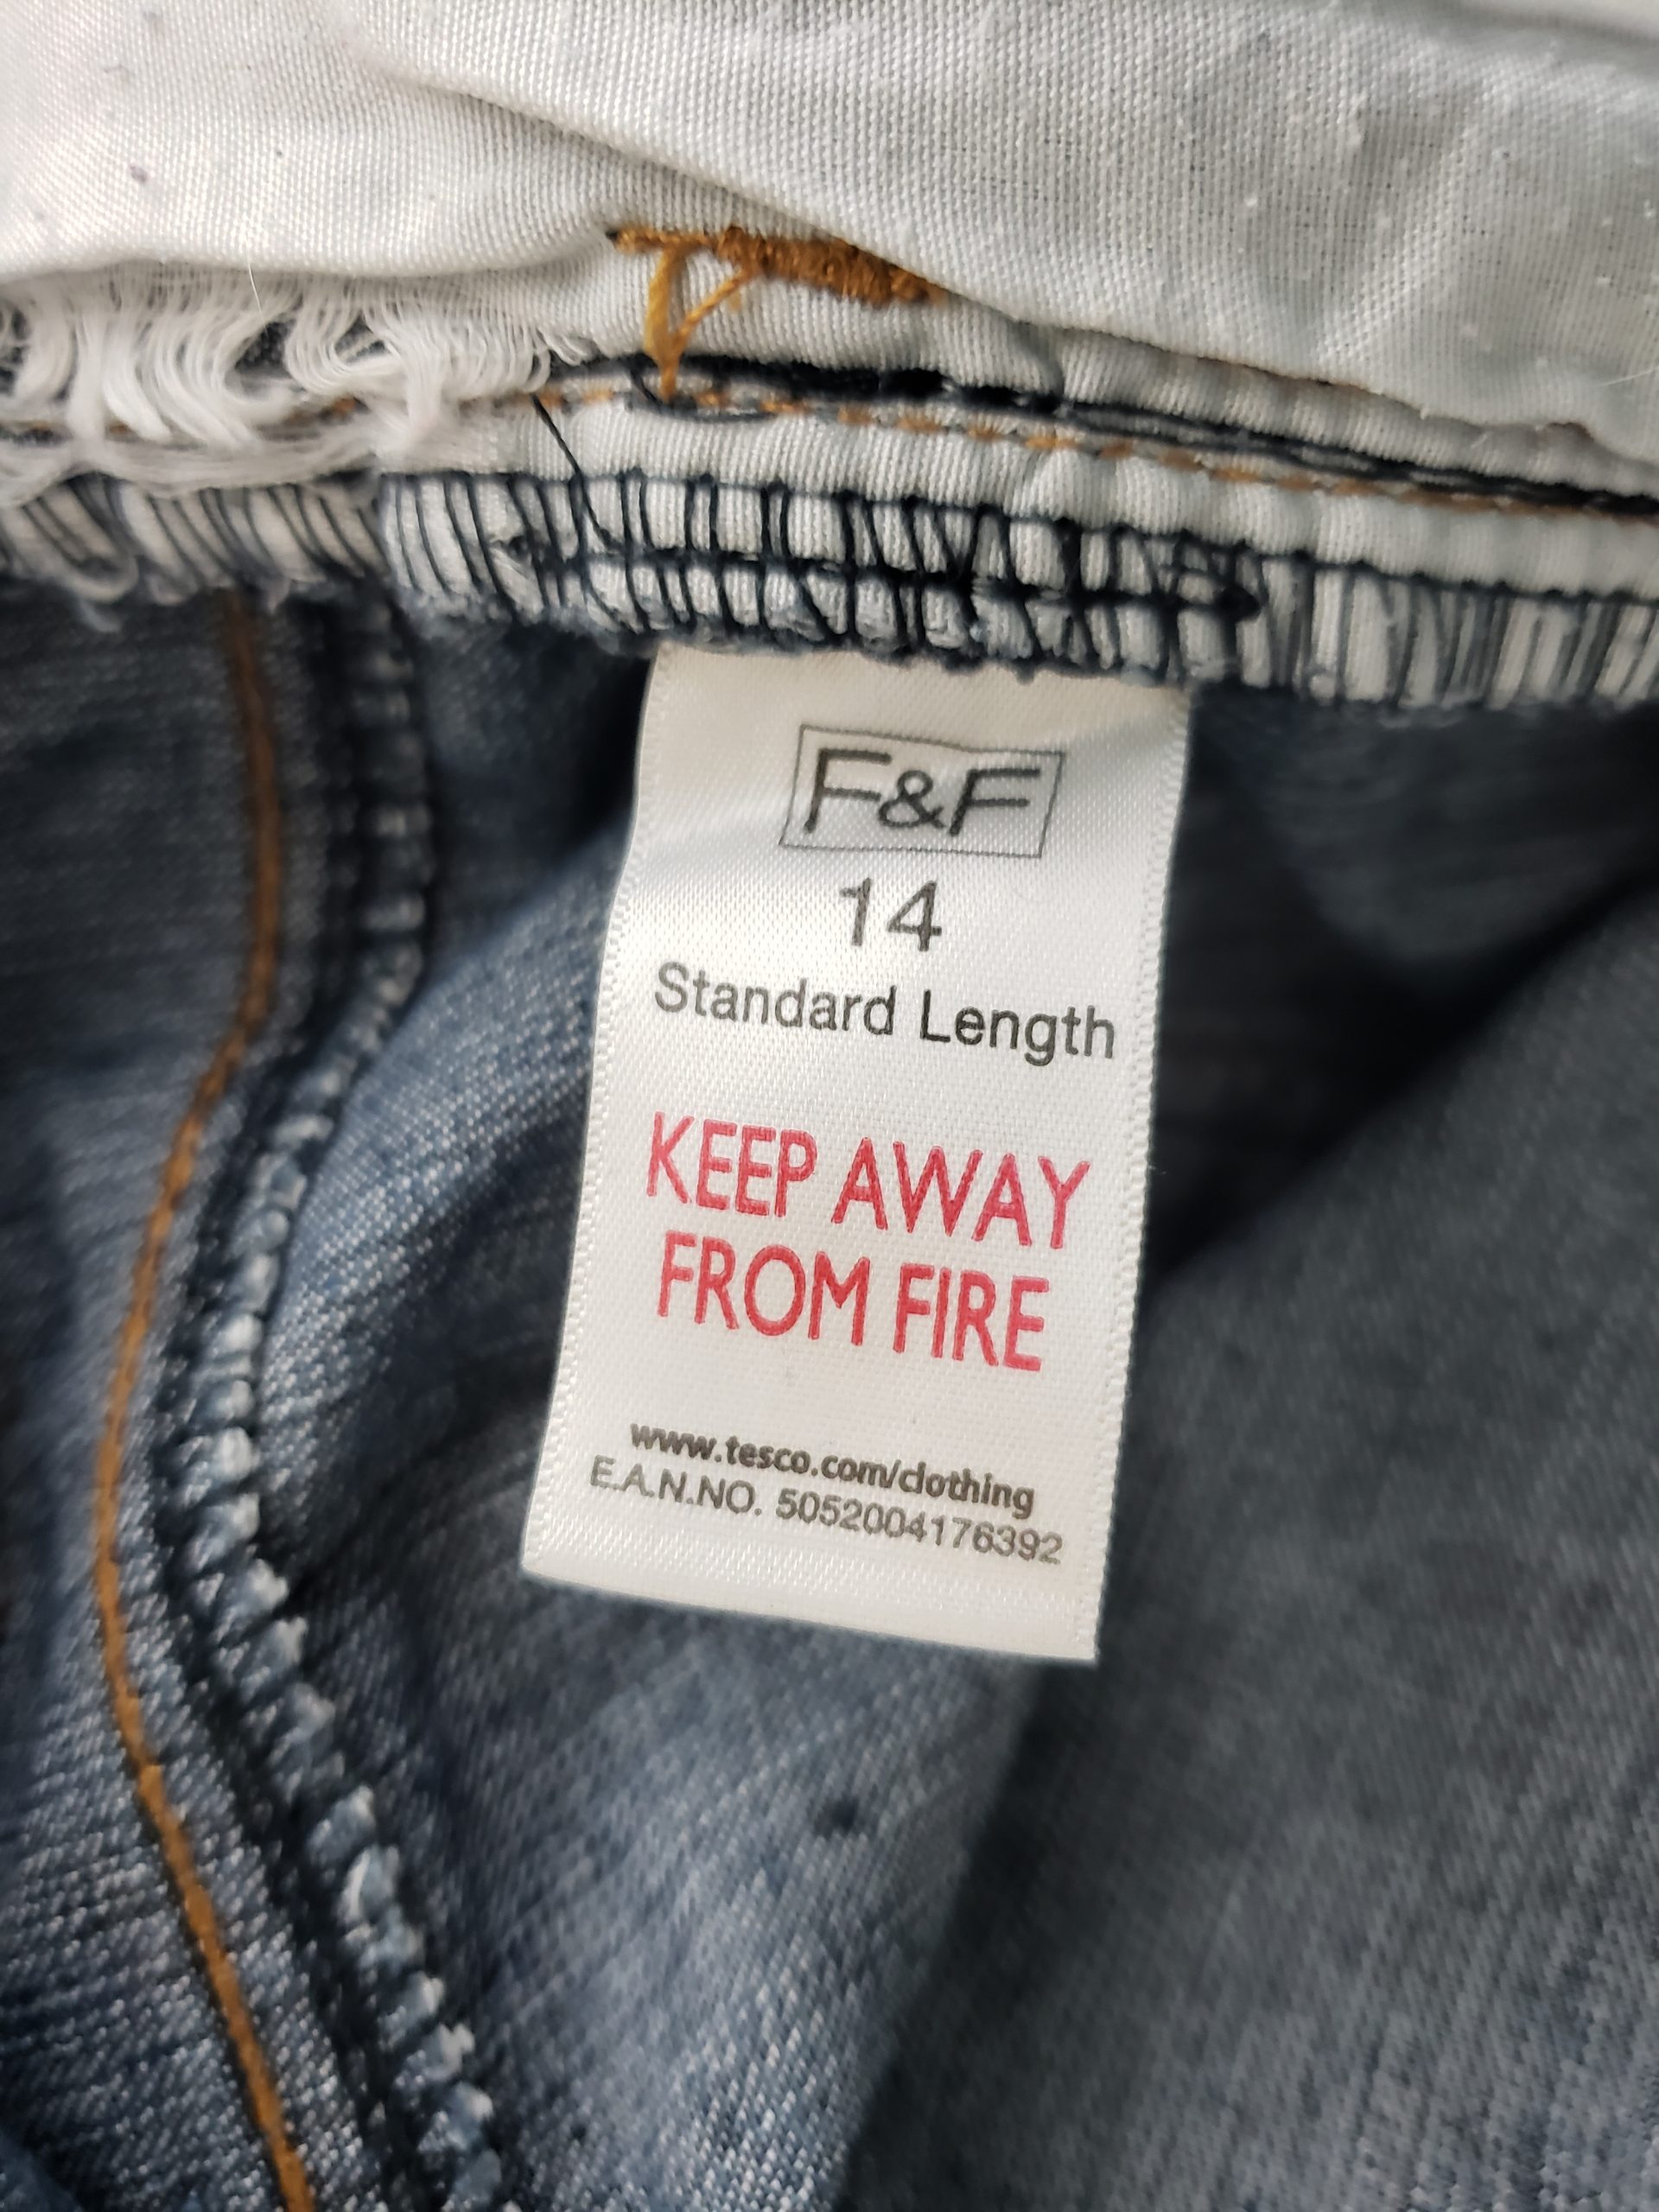 F&F
14
Standard Length
KEEP AWAY
FROM FIRE
www.tesco.com/clothing
E.A.N.NO. 5052004176392